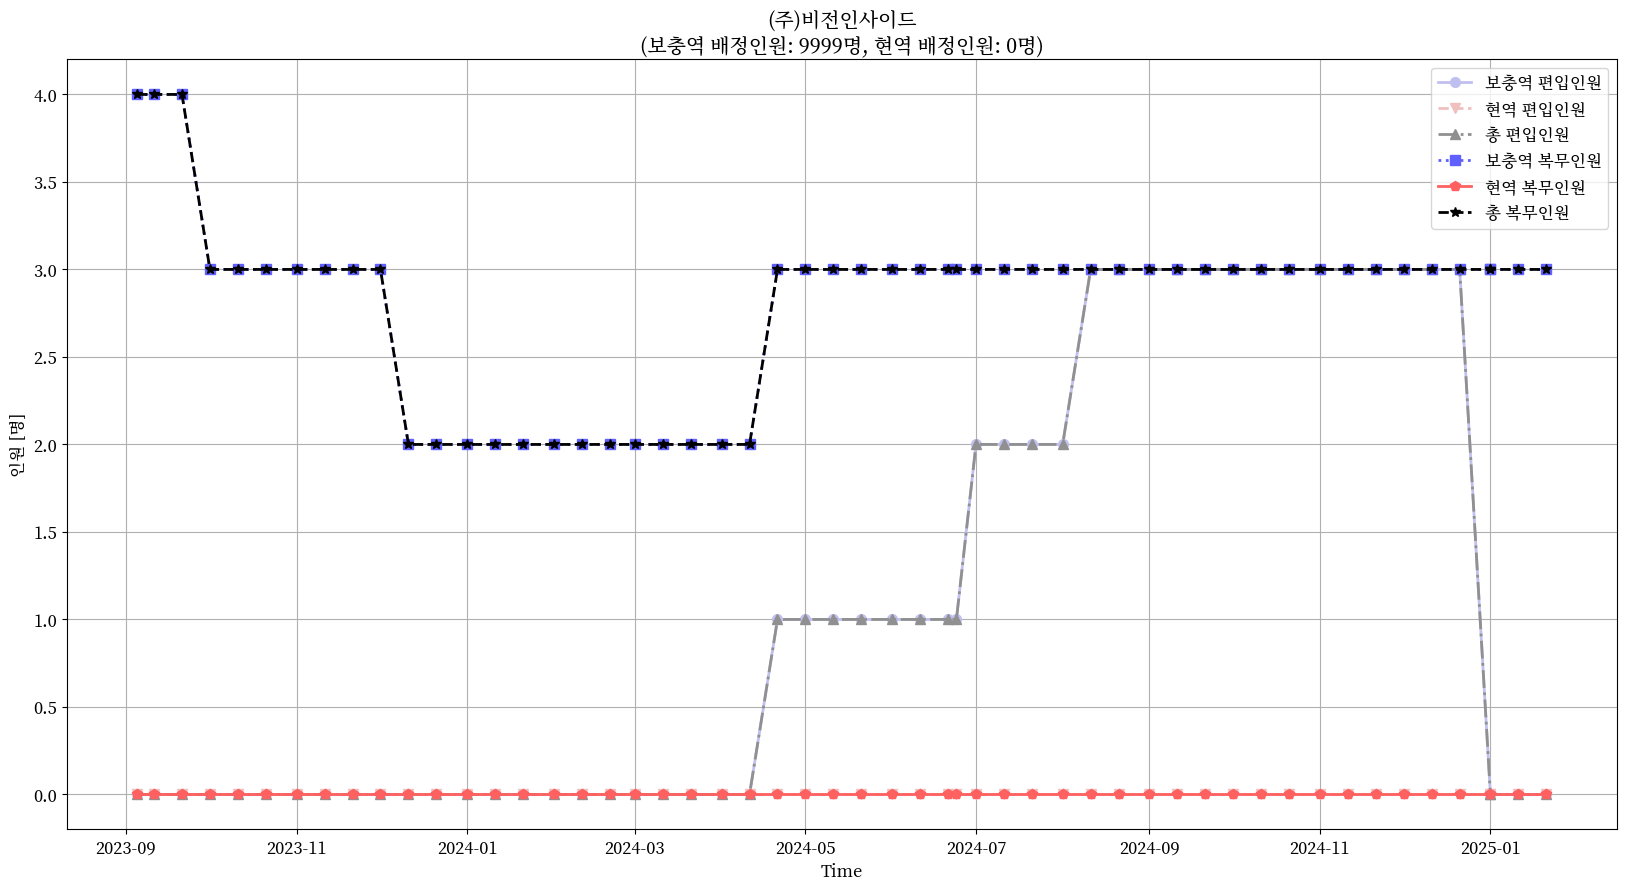 (주)비전인사이드
(보충역 배정인원: 9999명, 현역 배정인원: 0명)
보충역 편입인원
현역 편입인원
총 편입인원
보충역 복무인원
현역 복무인원
총 복무인원
4.0
3.5
3.0
2.5
2.0
1.5
1.0
0.5
0.0
인원 [명]
2023-09
2023-11
2024-01
2024-03
2024-05
2024-07
2024-09
2024-11
2025-01
Time